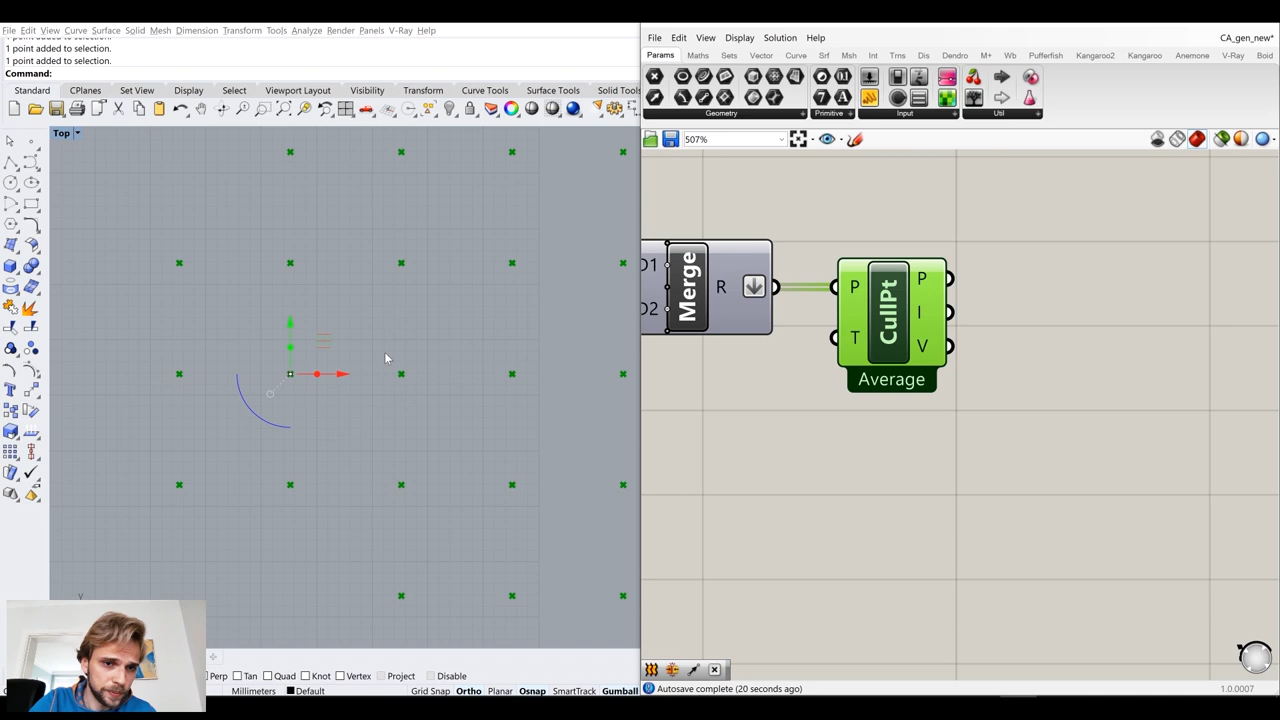 File Edit View Curve Surface Solid Mesh Dimension Transform Tools Analyze Render Panels V-Ray Help
1 point added to selection.
1 point added to selection.
Command:
Standard CPlanes Set View Display Select Viewport Layout Visibility Transform Curve Tools Surface Tools Solid Tools
Top
Perp Tan Quad Knot Vertex Project Disable
Millimeters Default Grid Snap Ortho Planar Osnap SmartTrack Gumball
File Edit View Display Solution Help CA_gen_new*
Params Maths Sets Vector Curve Srf Msh Int Trns Dis Dendro M+ Wb Pufferfish Kangaroo2 Kangaroo Anemone V-Ray Boid
Geometry Primitive Input Util
507%
D1
D2
Merge
R
P
T
CullPt
P
I
V
Average
Autosave complete (20 seconds ago) 1.0.0007